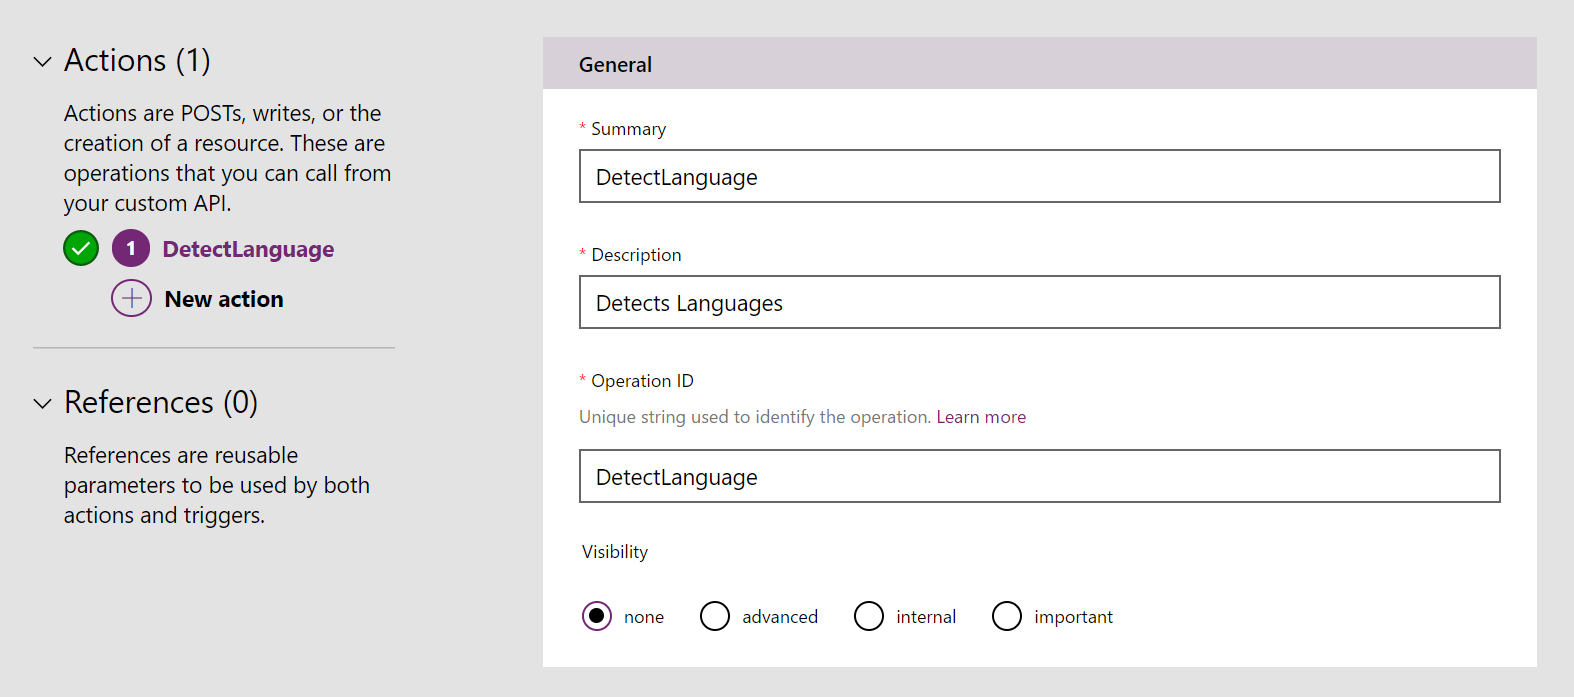 Actions (1)
Actions are POSTs, writes, or the
creation of a resource. These are
operations that you can call from
your custom API.
1 DetectLanguage
New action
References (0)
References are reusable
parameters to be used by both
actions and triggers.
General
* Summary
DetectLanguage
* Description
Detects Languages
* Operation ID
Unique string used to identify the operation. Learn more
DetectLanguage
Visibility
none advanced internal important